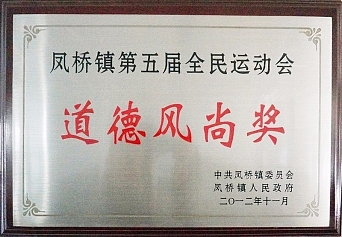 凤桥镇第五届全民运动会
道德风尚奖
中共凤桥镇委员会
凤桥镇人民政府
二〇一二年十一月